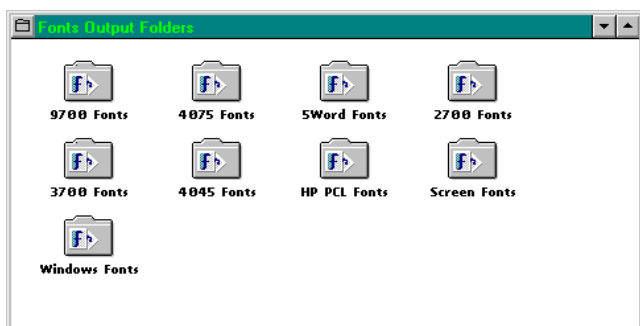 Fonts Output Folders
9700 Fonts 4075 Fonts 5Word Fonts 2700 Fonts
3700 Fonts 4045 Fonts HP PCL Fonts Screen Fonts
Windows Fonts